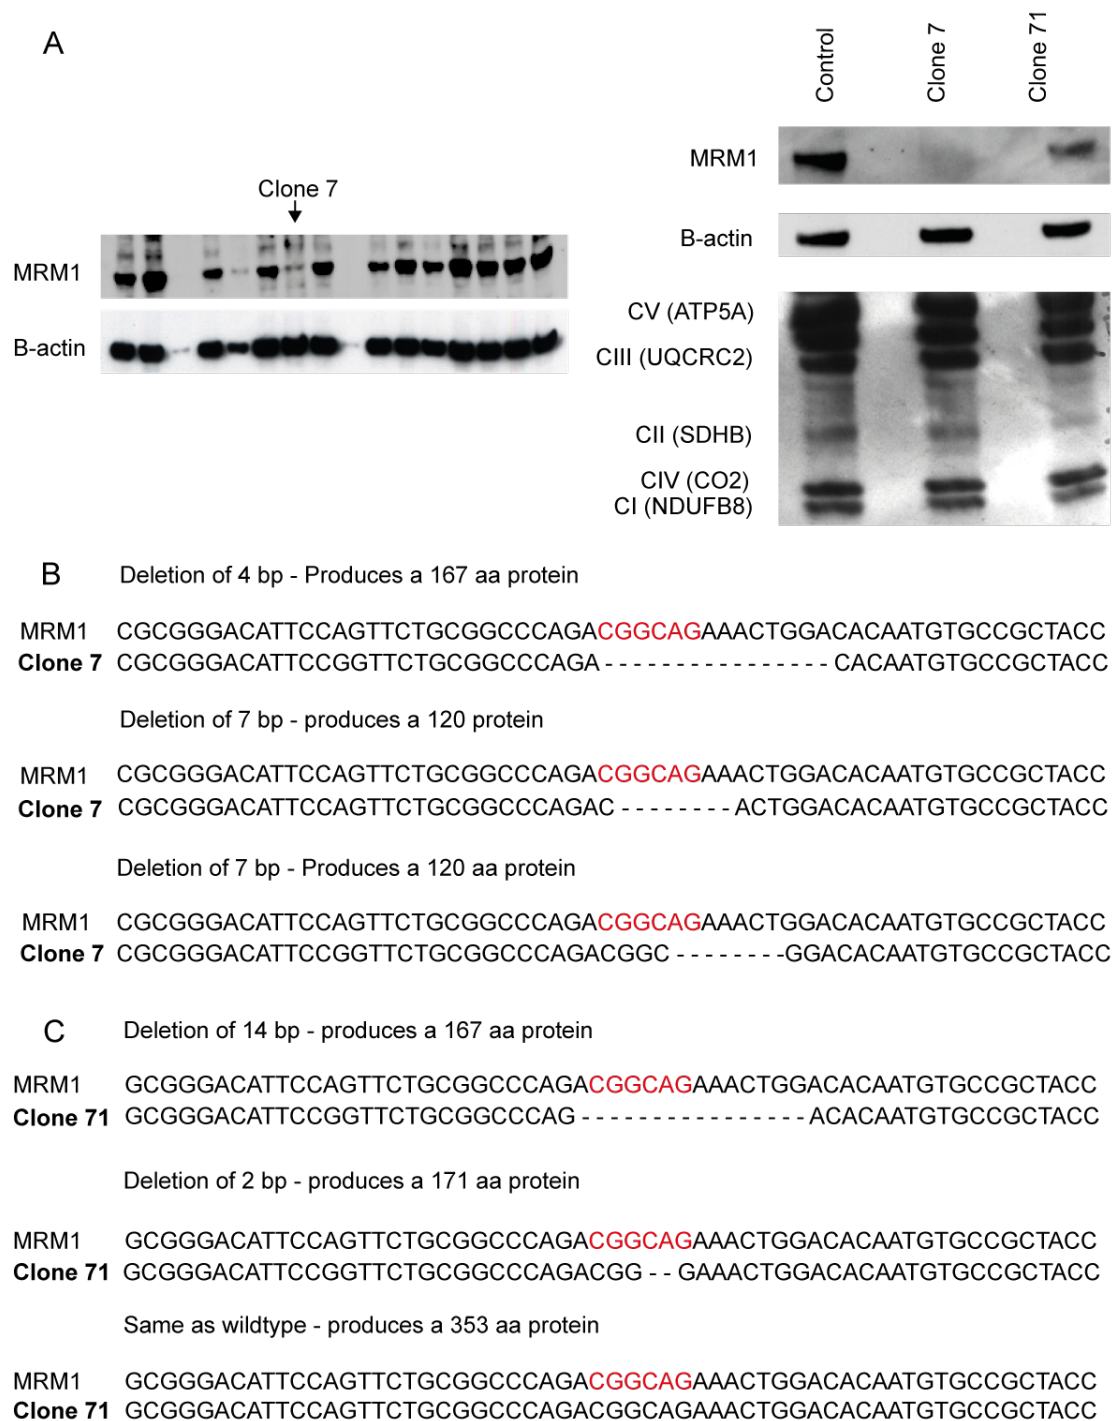 A
Clone 7
MRM1
B-actin
Control
Clone 7
Clone 71
MRM1
B-actin
CV (ATP5A)
CIII (UQCRC2)
CII (SDHB)
CIV (CO2)
CI (NDUFB8)
B
Deletion of 4 bp - Produces a 167 aa protein
MRM1 CGCGGGACATTCCAGTTCTGCGGCCCAGACGGCAGAAACTGGACACAATGTGCCGCTACC
Clone 7 CGCGGGACATTCCGGTTCTGCGGCCCAGA - - - - - - - - - - - - - - - - CACAATGTGCCGCTACC
Deletion of 7 bp - produces a 120 protein
MRM1 CGCGGGACATTCCAGTTCTGCGGCCCAGACGGCAGAAACTGGACACAATGTGCCGCTACC
Clone 7 CGCGGGACATTCCAGTTCTGCGGCCCAGAC - - - - - - - - ACTGGACACAATGTGCCGCTACC
Deletion of 7 bp - Produces a 120 aa protein
MRM1 CGCGGGACATTCCAGTTCTGCGGCCCAGACGGCAGAAACTGGACACAATGTGCCGCTACC
Clone 7 CGCGGGACATTCCGGTTCTGCGGCCCAGACGGC - - - - - - - -GGACACAATGTGCCGCTACC
C
Deletion of 14 bp - produces a 167 aa protein
MRM1 GCGGGACATTCCAGTTCTGCGGCCCAGACGGCAGAAACTGGACACAATGTGCCGCTACC
Clone 71 GCGGGACATTCCGGTTCTGCGGCCCAG - - - - - - - - - - - - - - - - ACACAATGTGCCGCTACC
Deletion of 2 bp - produces a 171 aa protein
MRM1 GCGGGACATTCCAGTTCTGCGGCCCAGACGGCAGAAACTGGACACAATGTGCCGCTACC
Clone 71 GCGGGACATTCCGGTTCTGCGGCCCAGACGG - - GAAACTGGACACAATGTGCCGCTACC
Same as wildtype - produces a 353 aa protein
MRM1 GCGGGACATTCCAGTTCTGCGGCCCAGACGGCAGAAACTGGACACAATGTGCCGCTACC
Clone 71 GCGGGACATTCCAGTTCTGCGGCCCAGACGGCAGAAACTGGACACAATGTGCCGCTACC